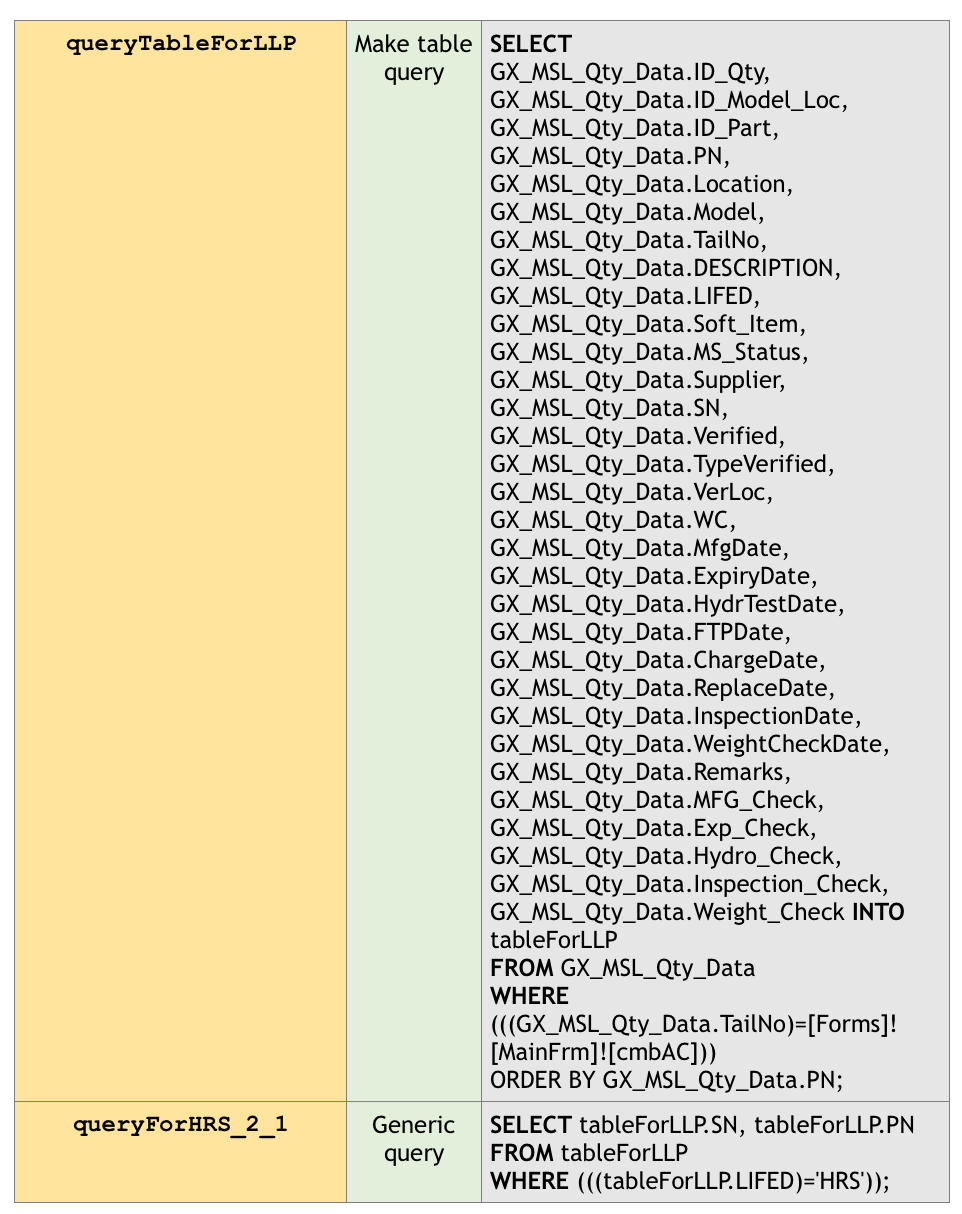 queryTableForLLP
Make table
query
SELECT
GX_MSL_Qty_Data.ID_Qty,
GX_MSL_Qty_Data.ID_Model_Loc,
GX_MSL_Qty_Data.ID_Part,
GX_MSL_Qty_Data.PN,
GX_MSL_Qty_Data.Location,
GX_MSL_Qty_Data.Model,
GX_MSL_Qty_Data.TailNo,
GX_MSL_Qty_Data.DESCRIPTION,
GX_MSL_Qty_Data.LIFED,
GX_MSL_Qty_Data.Soft_Item,
GX_MSL_Qty_Data.MS_Status,
GX_MSL_Qty_Data.Supplier,
GX_MSL_Qty_Data.SN,
GX_MSL_Qty_Data.Verified,
GX_MSL_Qty_Data.TypeVerified,
GX_MSL_Qty_Data.VerLoc,
GX_MSL_Qty_Data.WC,
GX_MSL_Qty_Data.MfgDate,
GX_MSL_Qty_Data.ExpiryDate,
GX_MSL_Qty_Data.HydrTestDate,
GX_MSL_Qty_Data.FTPDate,
GX_MSL_Qty_Data.ChargeDate,
GX_MSL_Qty_Data.ReplaceDate,
GX_MSL_Qty_Data.InspectionDate,
GX_MSL_Qty_Data.WeightCheckDate,
GX_MSL_Qty_Data.Remarks,
GX_MSL_Qty_Data.MFG_Check,
GX_MSL_Qty_Data.Exp_Check,
GX_MSL_Qty_Data.Hydro_Check,
GX_MSL_Qty_Data.Inspection_Check,
GX_MSL_Qty_Data.Weight_Check INTO
tableForLLP
FROM GX_MSL_Qty_Data
WHERE
(((GX_MSL_Qty_Data.TailNo)=[Forms]!
[MainFrm]![cmbAC]))
ORDER BY GX_MSL_Qty_Data.PN;
queryForHRS_2_1
Generic
query
SELECT tableForLLP.SN, tableForLLP.PN
FROM tableForLLP
WHERE (((tableForLLP.LIFED)='HRS'));